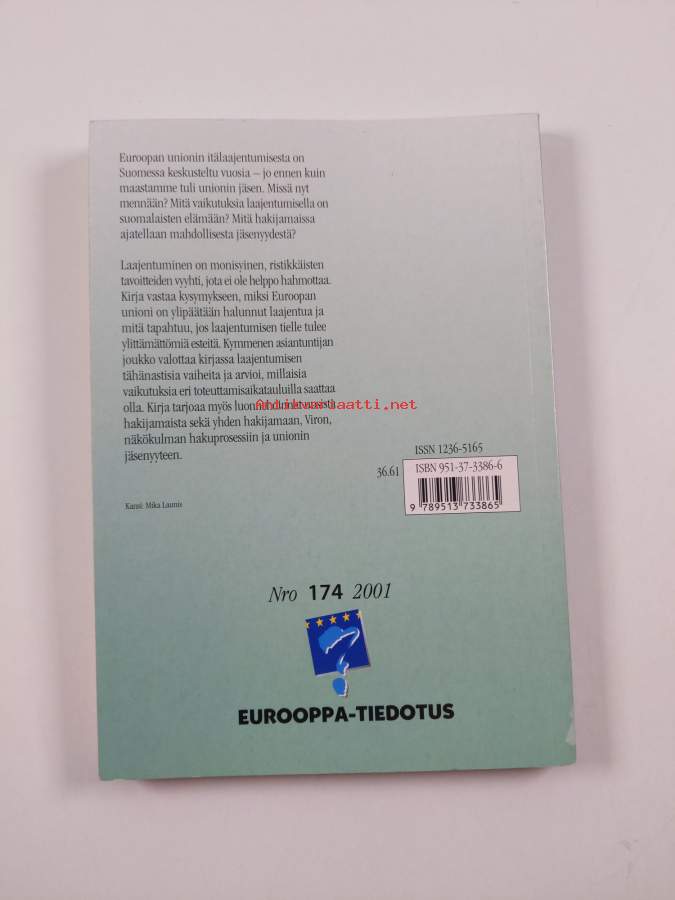 Euroopan unionin itälaajentumisesta on
Suomessa keskusteltu vuosia – jo ennen kuin
maastamme tuli unionin jäsen. Missä nyt
mennään? Mitä vaikutuksia laajentumisella on
suomalaisten elämään? Mitä hakijamaissa
ajatellaan mahdollisesta jäsenyydestä?
Laajentuminen on monisyinen, ristikkäisten
tavoitteiden vyyhti, jota ei ole helppo hahmottaa.
Kirja vastaa kysymykseen, miksi Euroopan
unioni on ylipäätään halunnut laajentua ja
mitä tapahtuu, jos laajentumisen tielle tulee
ylittämättömiä esteitä. Kymmenen asiantuntijan
joukko valottaa kirjassa laajentumisen
tähänastisia vaiheita ja arvioi, millaisia
vaikutuksia eri toteuttamisaikatauluilla saattaa
olla. Kirja tarjoaa myös
Antikvariaatti.net
hakijamaista sekä yhden hakijamaan, Viron,
näkökulman hakuprosessiin ja unionin
jäsenyyteen.
ISSN 1236-5165
36.61
ISBN 951-37-3386-6
9 789513 733865
Kansi: Mika Launis
Nro 174 2001
EUROOPPA-TIEDOTUS